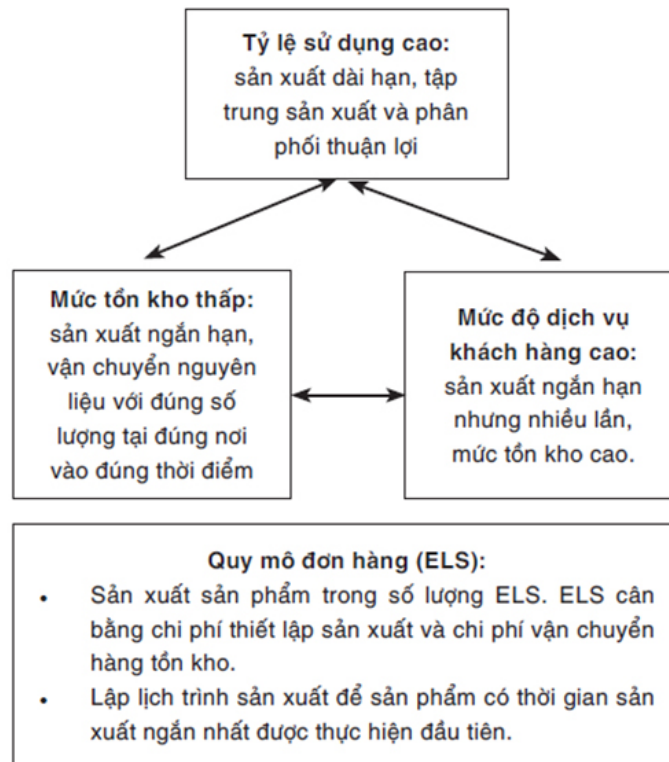 Tỷ lệ sử dụng cao:
sản xuất dài hạn, tập
trung sản xuất và phân
phối thuận lợi
Mức tồn kho thấp:
sản xuất ngắn hạn,
vận chuyển nguyên
liệu với đúng số
lượng tại đúng nơi
vào đúng thời điểm
Mức độ dịch vụ
khách hàng cao:
sản xuất ngắn hạn
nhưng nhiều lần,
mức tồn kho cao.
Quy mô đơn hàng (ELS):
• Sản xuất sản phẩm trong số lượng ELS. ELS cân
bằng chi phí thiết lập sản xuất và chi phí vận chuyển
hàng tồn kho.
• Lập lịch trình sản xuất để sản phẩm có thời gian sản
xuất ngắn nhất được thực hiện đầu tiên.